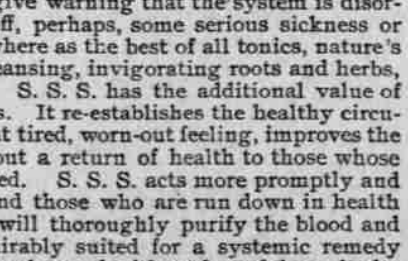 give warning that the system is disor-
ff, perhaps, some serious sickness or
where as the best of all tonics, nature's
eansing, invigorating roots and herbs,
S. S. S. has the additional value of
s. It re-establishes the healthy circu-
t tired, worn-out feeling, improves the
out a return of health to those whose
ed. S. S. S. acts more promptly and
nd those who are run down in health
will thoroughly purify the blood and
irably suited for a systemic remedy